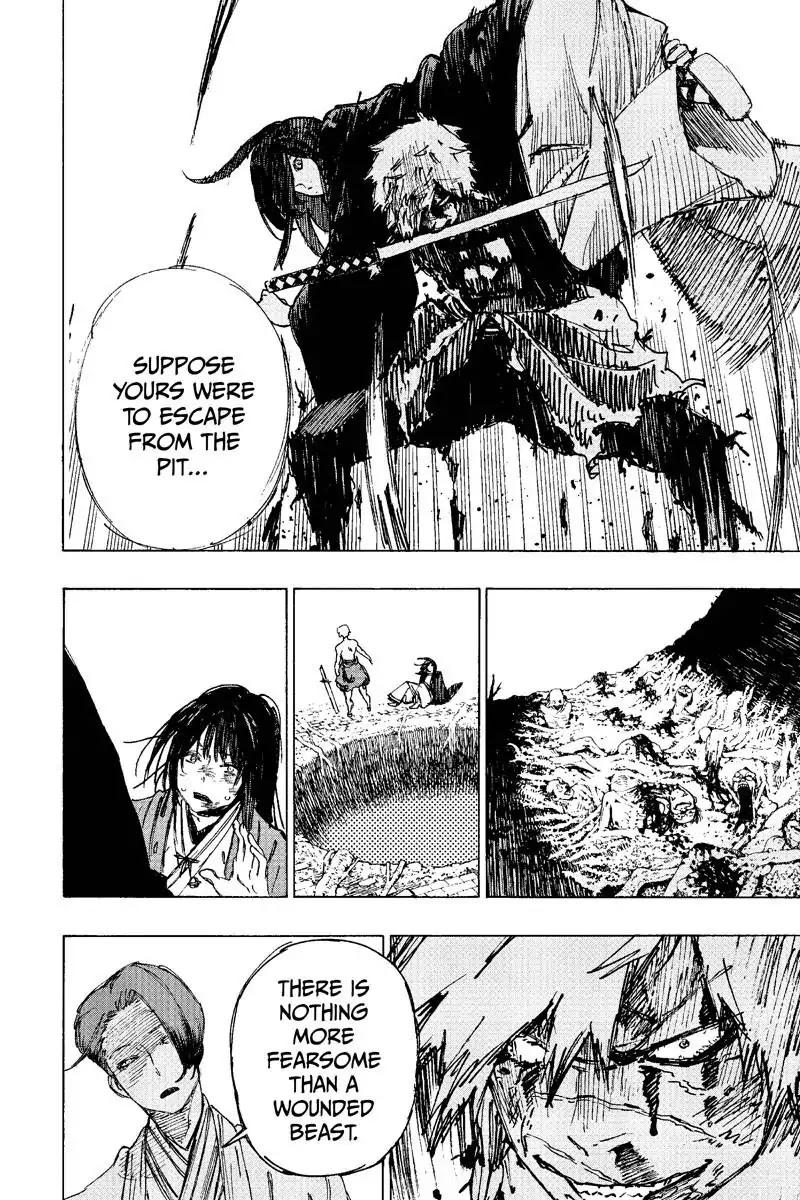 SUPPOSE
YOURS WERE
TO ESCAPE
FROM THE
PIT...
THERE IS
NOTHING
MORE
FEARSOME
THAN A
WOUNDED
BEAST.